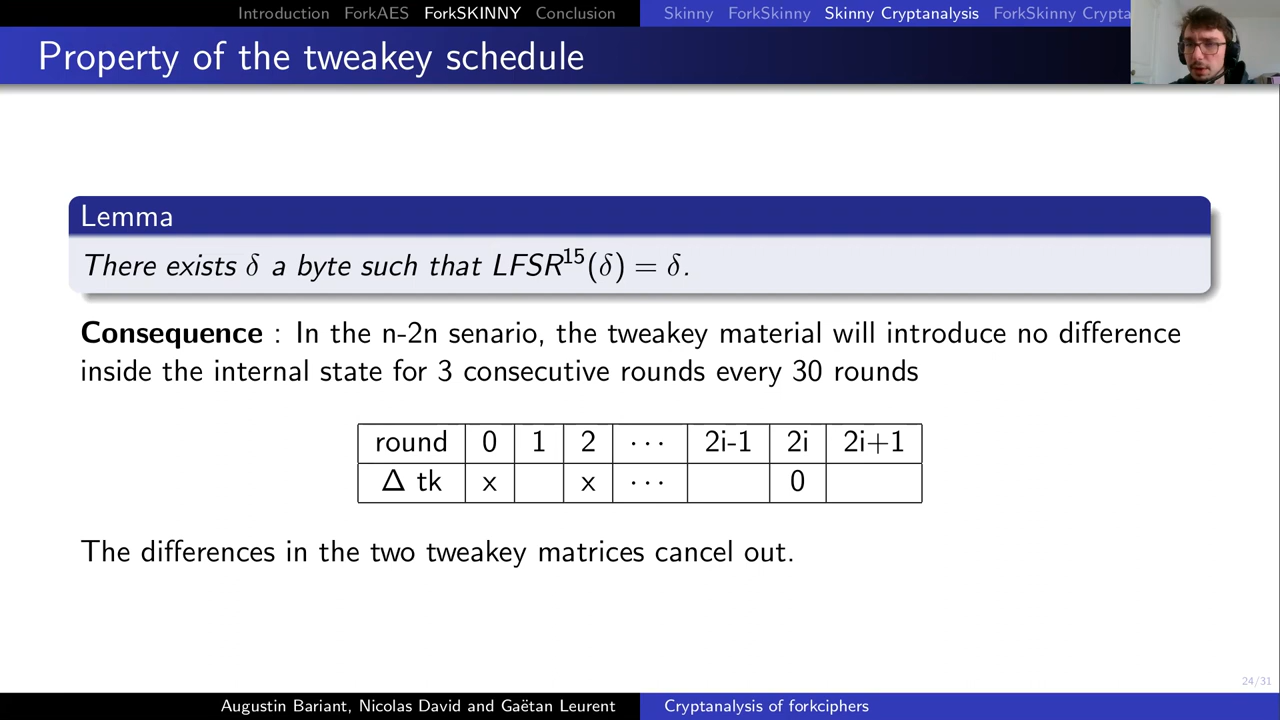 Introduction ForkAES ForkSKINNY Conclusion Skinny ForkSkinny Skinny Cryptanalysis ForkSkinny Crypta
Property of the tweakey schedule
Lemma
There exists δ a byte such that LFSR¹⁵(δ) = δ.
Consequence : In the n-2n senario, the tweakey material will introduce no difference
inside the internal state for 3 consecutive rounds every 30 rounds
round 0 1 2 ··· 2i-1 2i 2i+1
Δ tk x x ··· 0
The differences in the two tweakey matrices cancel out.
24/31
Augustin Bariant, Nicolas David and Gaëtan Leurent Cryptanalysis of forkciphers